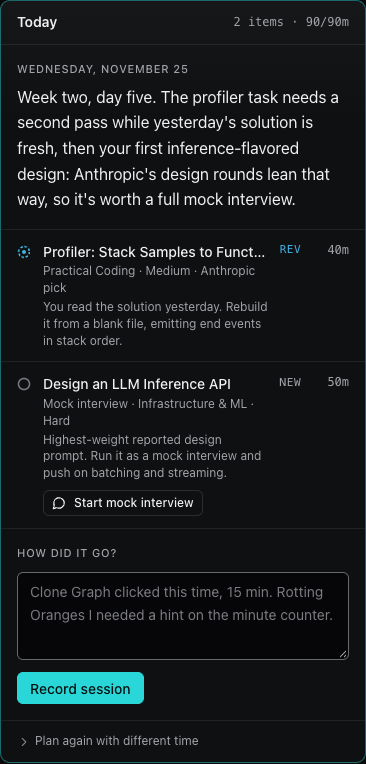 Today 2 items · 90/90m
WEDNESDAY, NOVEMBER 25
Week two, day five. The profiler task needs a
second pass while yesterday's solution is
fresh, then your first inference-flavored
design: Anthropic's design rounds lean that
way, so it's worth a full mock interview.
Profiler: Stack Samples to Funct... REV 40m
Practical Coding · Medium · Anthropic
pick
You read the solution yesterday. Rebuild
it from a blank file, emitting end events
in stack order.
Design an LLM Inference API NEW 50m
Mock interview · Infrastructure & ML ·
Hard
Highest-weight reported design
prompt. Run it as a mock interview and
push on batching and streaming.
Start mock interview
HOW DID IT GO?
Clone Graph clicked this time, 15 min. Rotting
Oranges I needed a hint on the minute counter.
Record session
Plan again with different time